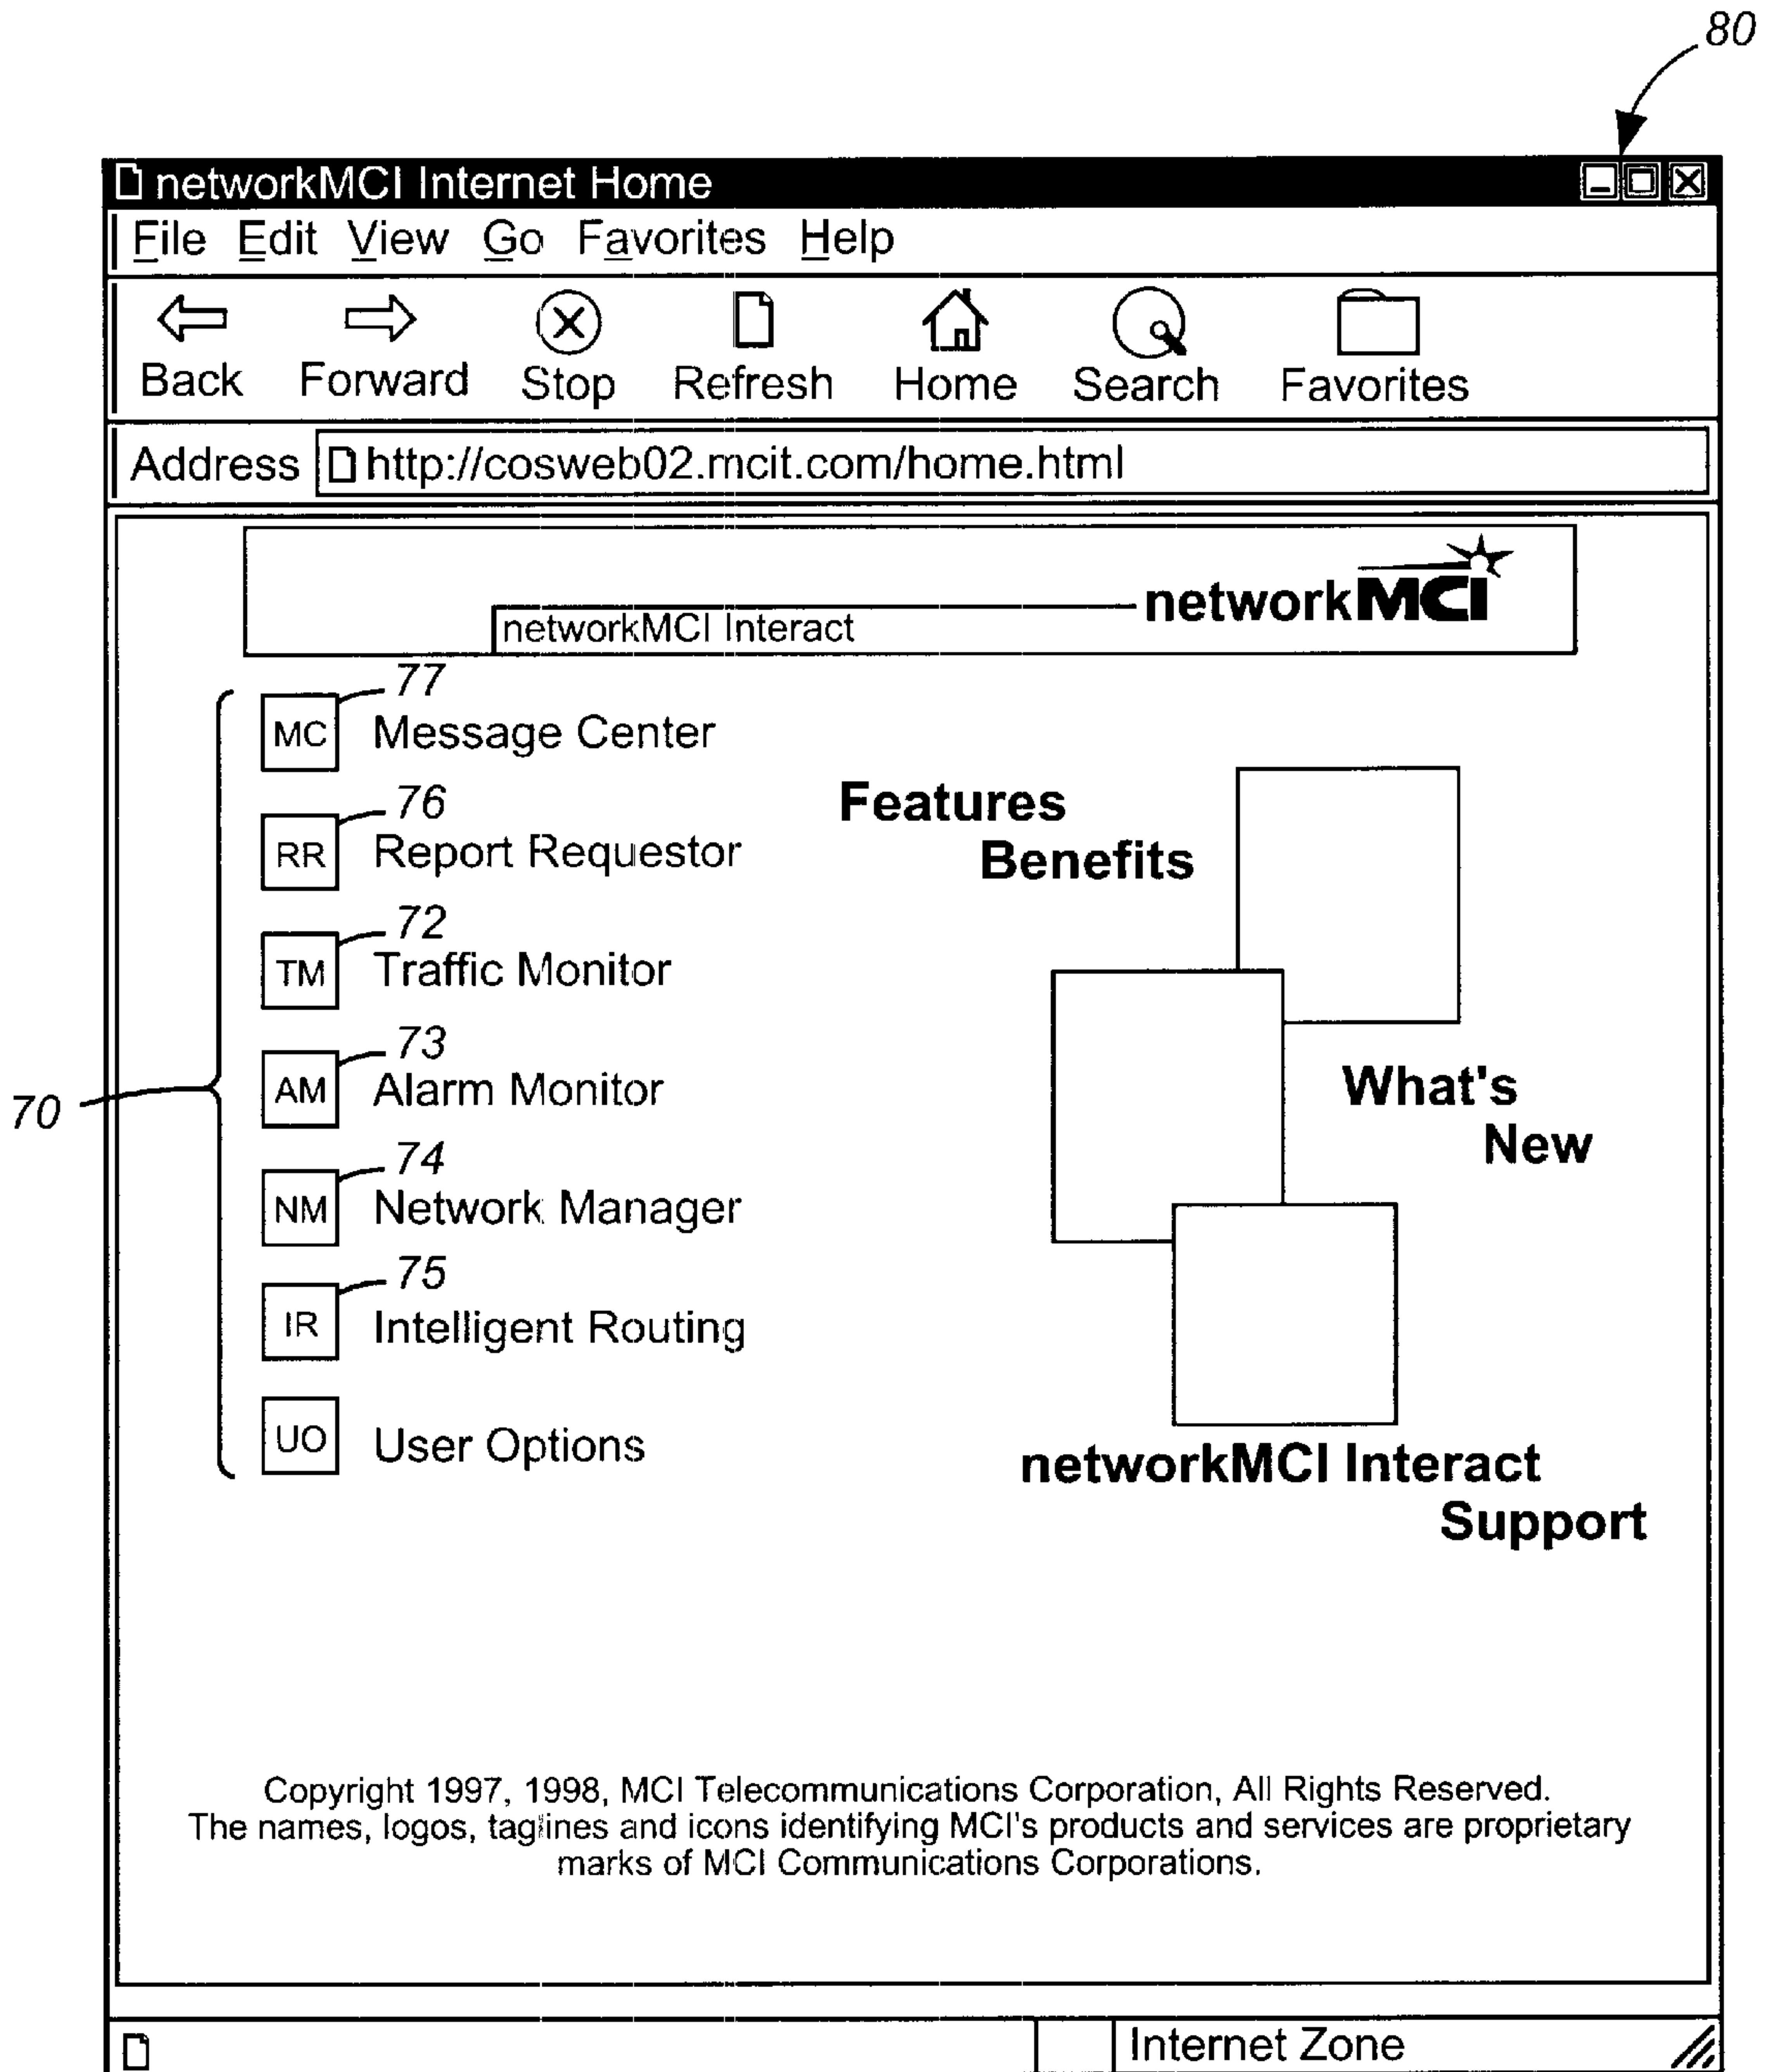 80
networkMCI Internet Home
File Edit View Go Favorites Help
Back Forward Stop Refresh Home Search Favorites
Address http://cosweb02.mcit.com/home.html
networkMCI
networkMCI Interact
77
MC Message Center
76
RR Report Requestor
72
TM Traffic Monitor
73
AM Alarm Monitor
70
74
NM Network Manager
75
IR Intelligent Routing
UO User Options
Features
Benefits
What's
New
networkMCI Interact
Support
Copyright 1997, 1998, MCI Telecommunications Corporation, All Rights Reserved.
The names, logos, taglines and icons identifying MCI's products and services are proprietary
marks of MCI Communications Corporations.
Internet Zone